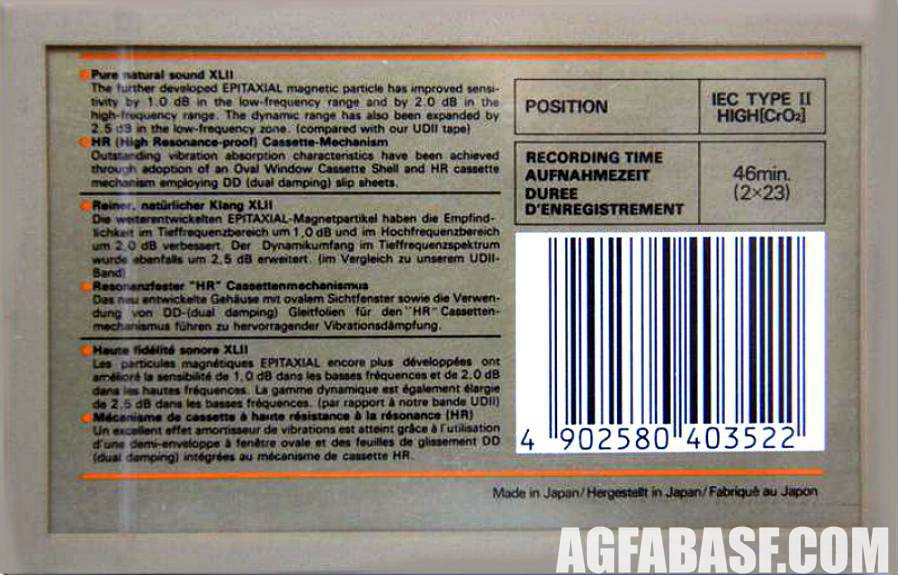 Pure natural sound XLII
The further developed EPITAXIAL magnetic particle has improved sensi-
tivity by 1.0 dB in the low-frequency range and by 2.0 dB in the
high-frequency range. The dynamic range has also been expanded by
2.5 dB in the low-frequency zone. (compared with our UDII tape)
HR (High Resonance-proof) Cassette-Mechanism
Outstanding vibration absorption characteristics have been achieved
through adoption of an Oval Window Cassette Shell and HR cassette
mechanism employing DD (dual damping) slip sheets.
Reiner, natürlicher Klang XLII
Die weiterentwickelten EPITAXIAL-Magnetpartikel haben die Empfind-
lichkeit im Tieffrequenzbereich um 1,0 dB und im Hochfrequenzbereich
um 2,0 dB verbessert. Der Dynamikumfang im Tieffrequenzspektrum
wurde ebenfalls um 2,5 dB erweitert. (im Vergleich zu unserem UDII-
Band)
Resonanzfester "HR" Cassettenmechanismus
Das neu entwickelte Gehäuse mit ovalem Sichtfenster sowie die Verwen-
dung von DD-(dual damping) Gleitfolien für den "HR" Cassetten-
mechanismus führen zu hervorragender Vibrationsdämpfung.
Haute fidélité sonore XLII
Les particules magnétiques EPITAXIAL encore plus développées ont
amélioré la sensibilité de 1,0 dB dans les basses fréquences et de 2,0 dB
dans les hautes fréquences. La gamme dynamique est également élargie
de 2,5 dB dans les basses fréquences. (par rapport à notre bande UDII)
Mécanisme de cassette à haute résistance à la résonance (HR)
Un excellent effet amortisseur de vibrations est atteint grâce à l'utilisation
d'une demi-enveloppe à fenêtre ovale et des feuilles de glissement DD
(dual damping) intégrées au mécanisme de cassette HR.
POSITION
IEC TYPE II
HIGH[CrO₂]
RECORDING TIME
AUFNAHMEZEIT
DUREE
D'ENREGISTREMENT
46min.
(2×23)
4 902580 403522
Made in Japan/Hergestellt in Japan/Fabriqué au Japon
AGFABASF.COM